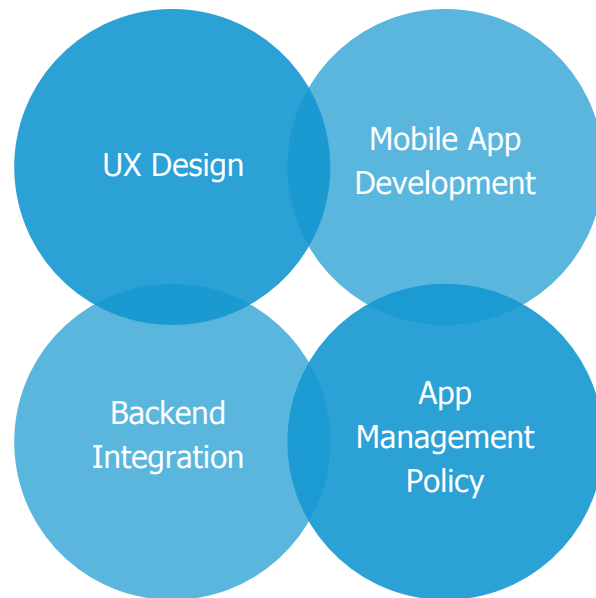 UX Design
Mobile App
Development
Backend
Integration
App
Management
Policy